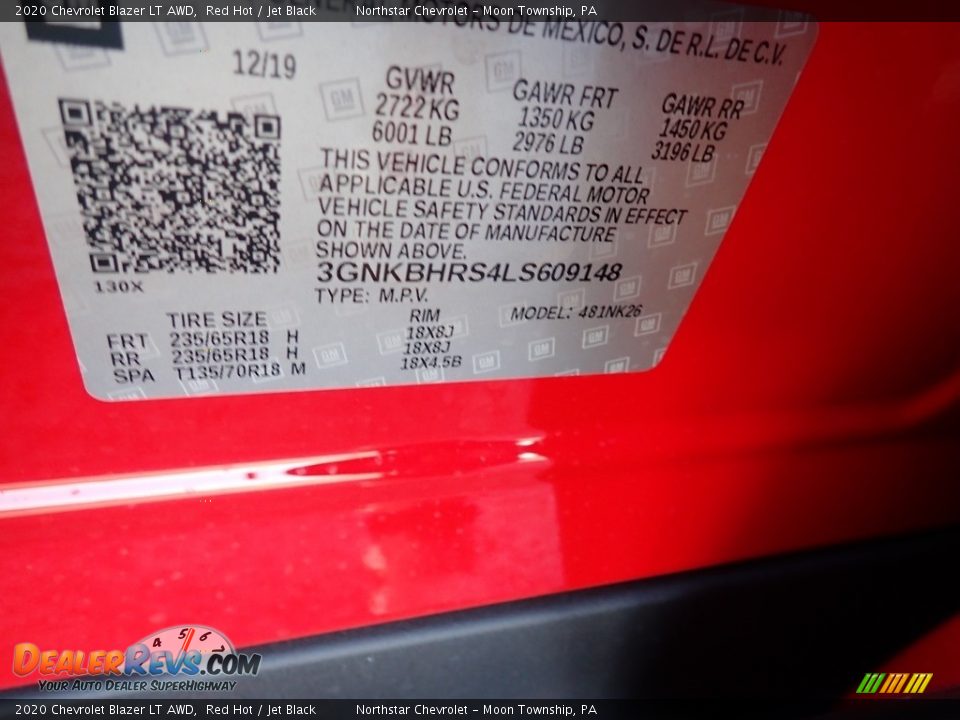 2020 Chevrolet Blazer LT AWD, Red Hot / Jet Black Northstar Chevrolet - Moon Township, PA
MOTORS DE MEXICO, S. DE R.L. DE C.V.
12/19
GVWR GAWR FRT GAWR RR
2722 KG 1350 KG 1450 KG
6001 LB 2976 LB 3196 LB
THIS VEHICLE CONFORMS TO ALL
APPLICABLE U.S. FEDERAL MOTOR
VEHICLE SAFETY STANDARDS IN EFFECT
ON THE DATE OF MANUFACTURE
SHOWN ABOVE.
3GNKBHRS4LS609148
130X
TYPE: M.P.V.
TIRE SIZE RIM MODEL: 481NK26
FRT 235/65R18 H 18X8J
RR 235/65R18 H 18X8J
SPA T135/70R18 M 18X4.5B
4 5 6 7
DEALERREVS.COM
YOUR AUTO DEALER SUPERHIGHWAY
2020 Chevrolet Blazer LT AWD, Red Hot / Jet Black Northstar Chevrolet - Moon Township, PA